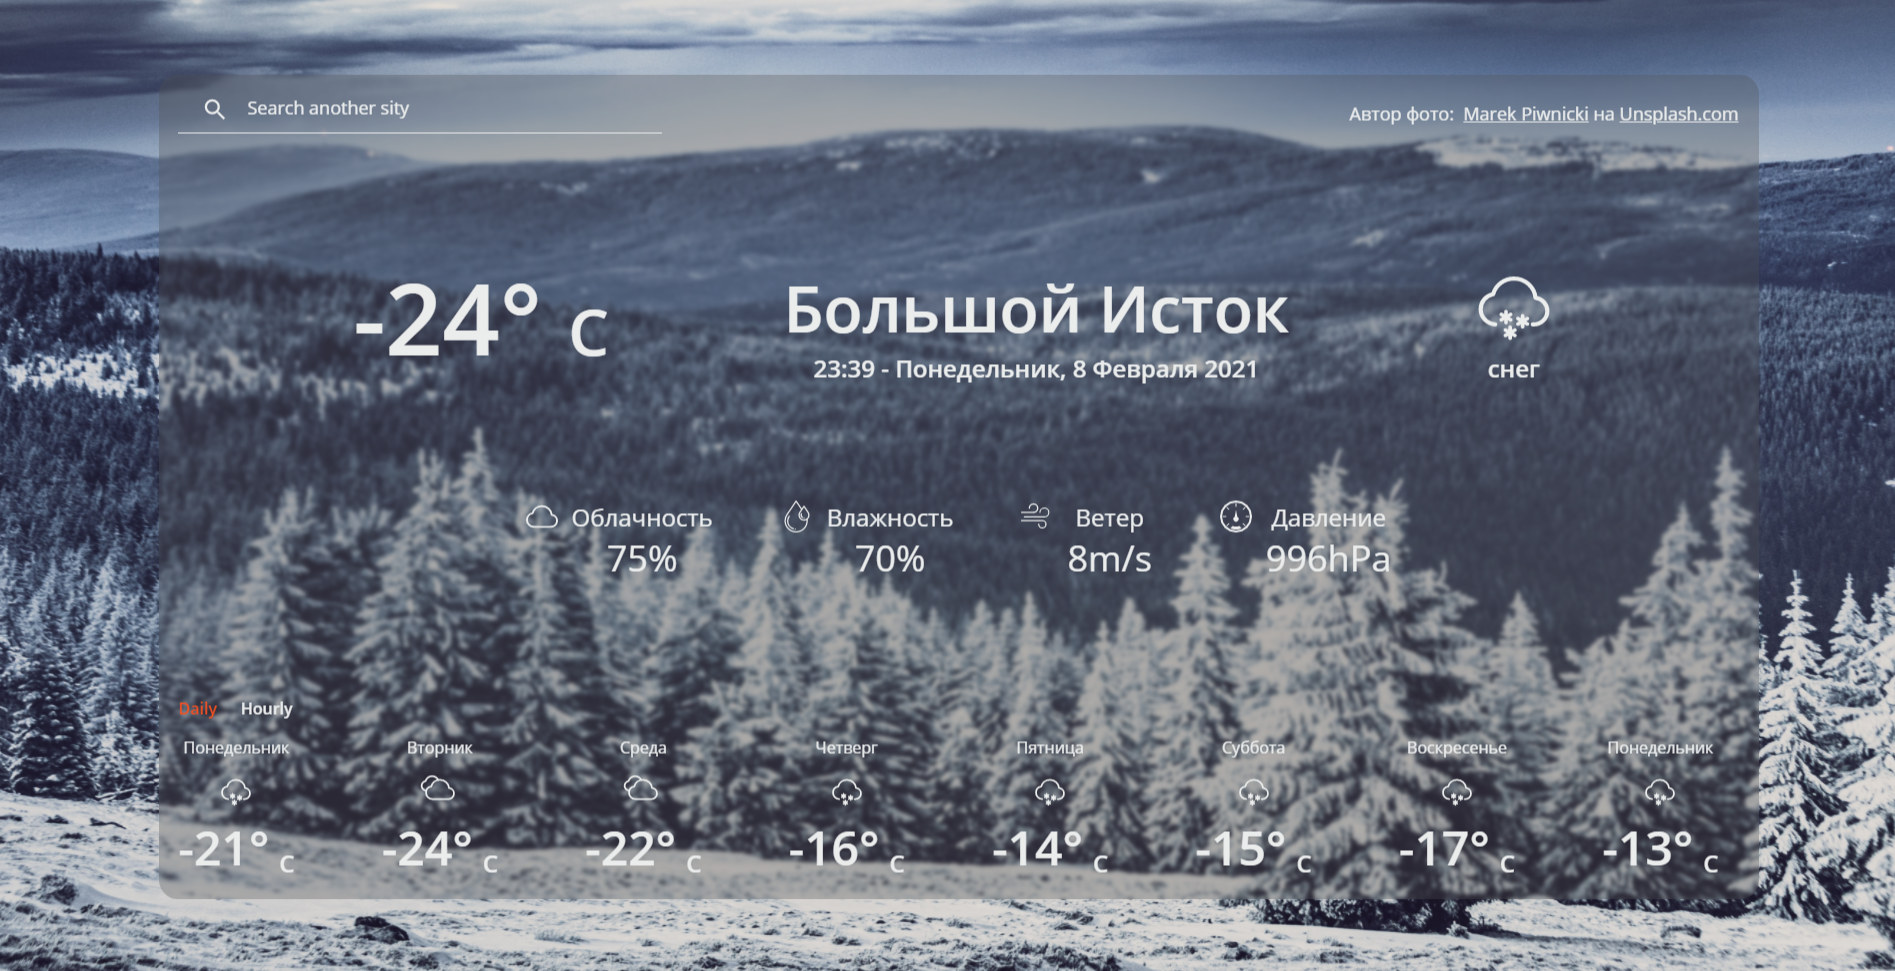 Search another sity
Автор фото: Marek Piwnicki на Unsplash.com
-24° c
Большой Исток
23:39 - Понедельник, 8 Февраля 2021
снег
Облачность
75%
Влажность
70%
Ветер
8m/s
Давление
996hPa
Daily Hourly
Понедельник
-21° c
Вторник
-24° c
Среда
-22° c
Четверг
-16° c
Пятница
-14° c
Суббота
-15° c
Воскресенье
-17° c
Понедельник
-13° c